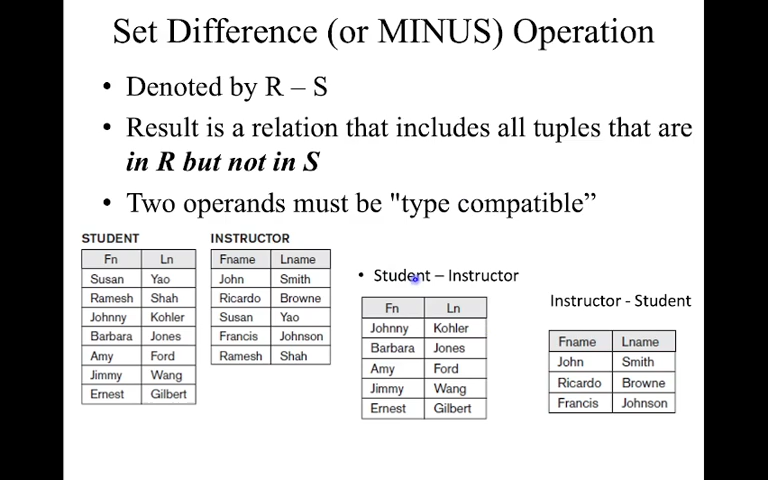 Set Difference (or MINUS) Operation
• Denoted by R – S
• Result is a relation that includes all tuples that are
in R but not in S
• Two operands must be "type compatible”
STUDENT
Fn Ln
Susan Yao
Ramesh Shah
Johnny Kohler
Barbara Jones
Amy Ford
Jimmy Wang
Ernest Gilbert
INSTRUCTOR
Fname Lname
John Smith
Ricardo Browne
Susan Yao
Francis Johnson
Ramesh Shah
• Student – Instructor
Fn Ln
Johnny Kohler
Barbara Jones
Amy Ford
Jimmy Wang
Ernest Gilbert
Instructor - Student
Fname Lname
John Smith
Ricardo Browne
Francis Johnson